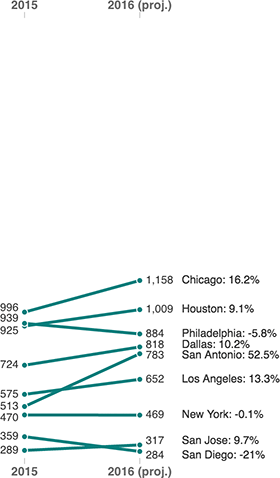 2015 2016 (proj.)
996
939
925
724
575
513
470
359
289
1,158 Chicago: 16.2%
1,009 Houston: 9.1%
884 Philadelphia: -5.8%
818 Dallas: 10.2%
783 San Antonio: 52.5%
652 Los Angeles: 13.3%
469 New York: -0.1%
317 San Jose: 9.7%
284 San Diego: -21%
2015 2016 (proj.)